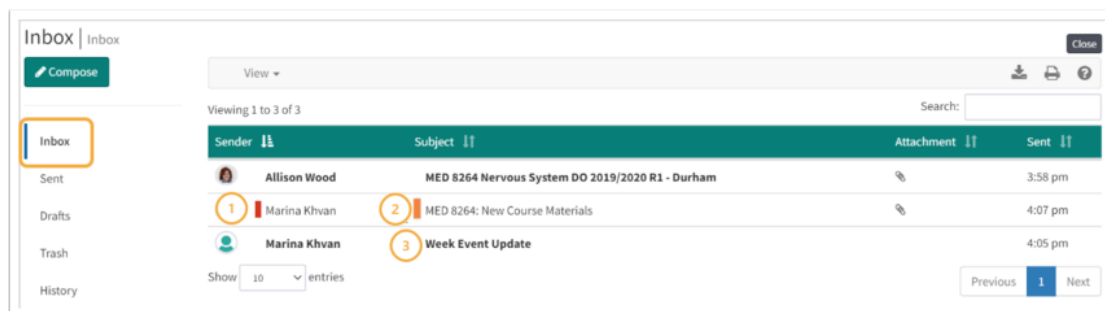 Inbox | Inbox
Close
Compose
View
Viewing 1 to 3 of 3
Search:
Inbox
Sender Subject Attachment Sent
Sent
Allison Wood MED 8264 Nervous System DO 2019/2020 R1 - Durham 3:58 pm
Drafts
1 Marina Khvan 2 MED 8264: New Course Materials 4:07 pm
Trash
Marina Khvan 3 Week Event Update 4:05 pm
History
Show 10 entries
Previous 1 Next